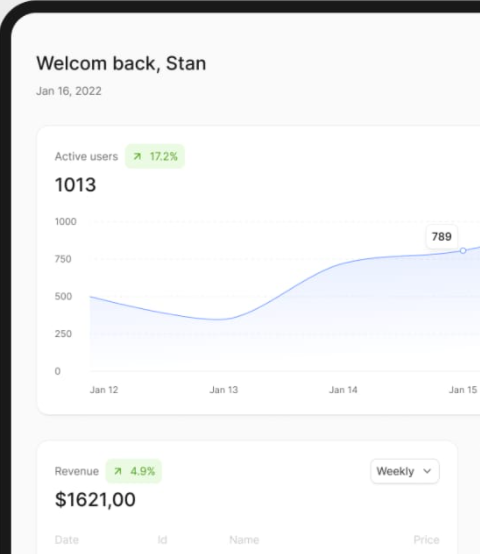 Welcom back, Stan
Jan 16, 2022
Active users 17.2%
1013
1000
789
750
500
250
0
Jan 12 Jan 13 Jan 14 Jan 15
Revenue 4.9% Weekly
$1621,00
Date Id Name Price